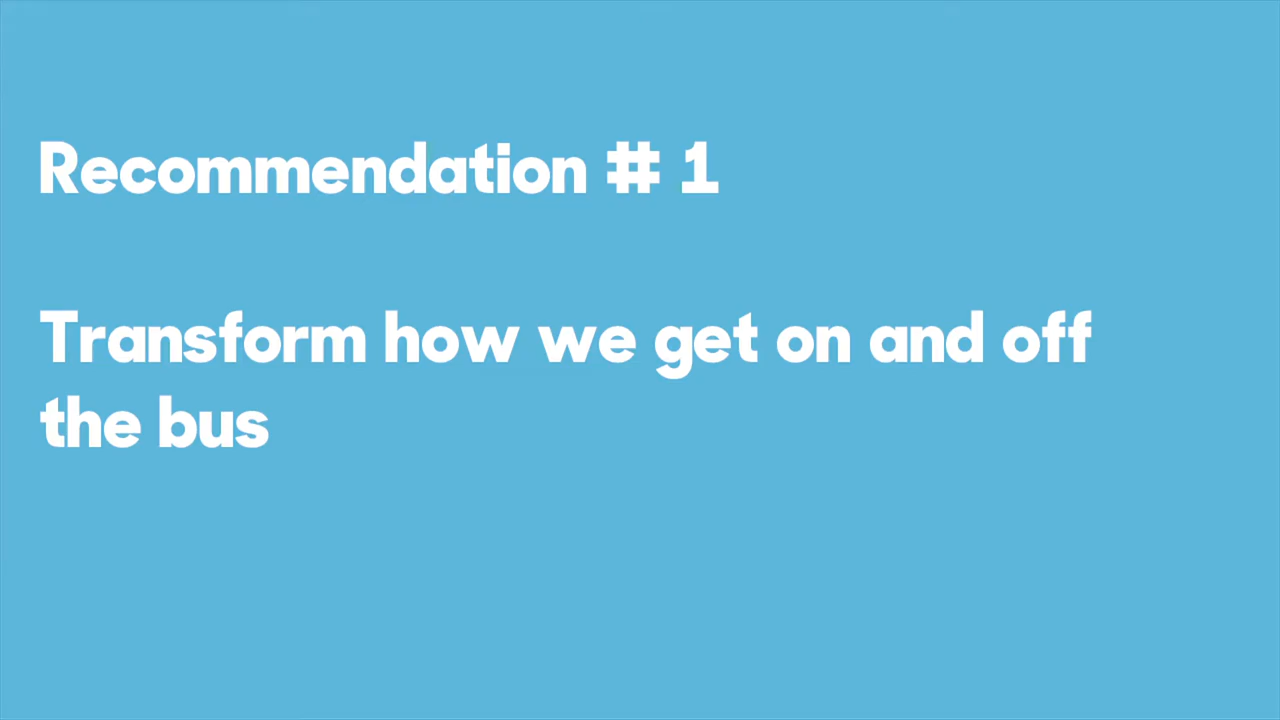 Recommendation # 1
Transform how we get on and off
the bus